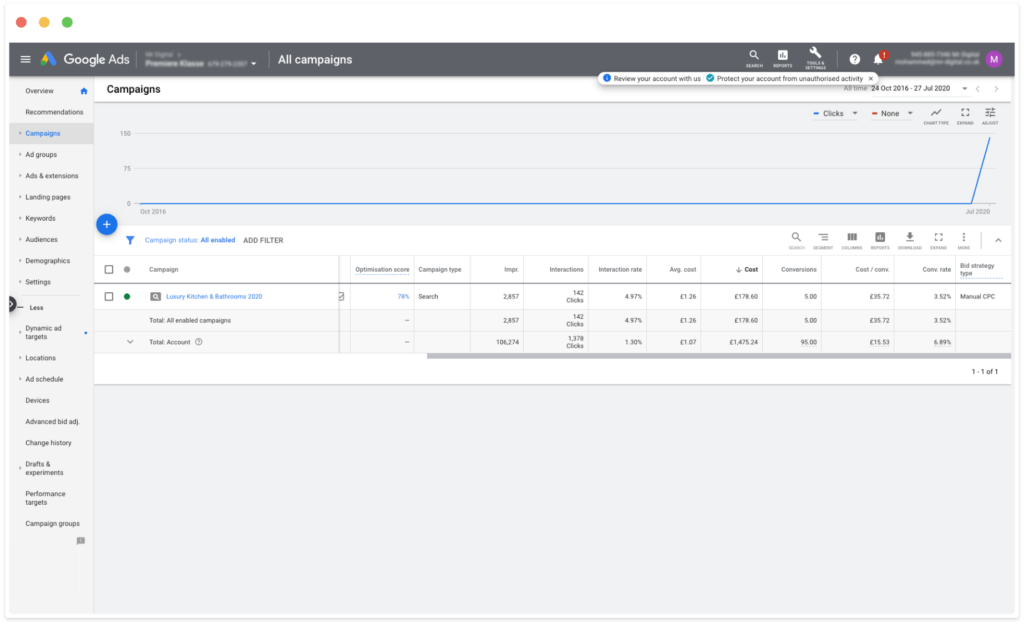 Google Ads
Premiere Klasse
All campaigns
SEARCH
REPORTS
TOOLS & SETTINGS
!
M
Review your account with us
Protect your account from unauthorised activity
Campaigns
All time 24 Oct 2016 - 27 Jul 2020
Overview
Recommendations
Campaigns
Ad groups
Ads & extensions
Landing pages
Keywords
Audiences
Demographics
Settings
Less
Dynamic ad
targets
Locations
Ad schedule
Devices
Advanced bid adj.
Change history
Drafts &
experiments
Performance
targets
Campaign groups
Clicks
None
CHART TYPE
EXPAND
ADJUST
150
75
0
Oct 2016
Jul 2020
Campaign status: All enabled ADD FILTER
SEARCH
SEGMENT
COLUMNS
REPORTS
DOWNLOAD
EXPAND
MORE
Campaign Optimisation score Campaign type Impr. Interactions Interaction rate Avg. cost Cost Conversions Cost / conv. Conv. rate Bid strategy type
Luxury Kitchen & Bathrooms 2020 78% Search 2,857 142 Clicks 4.97% £1.26 £178.60 5.00 £35.72 3.52% Manual CPC
Total: All enabled campaigns – 2,857 142 Clicks 4.97% £1.26 £178.60 5.00 £35.72 3.52%
Total: Account – 106,274 1,378 Clicks 1.30% £1.07 £1,475.24 95.00 £15.53 6.89%
1 - 1 of 1